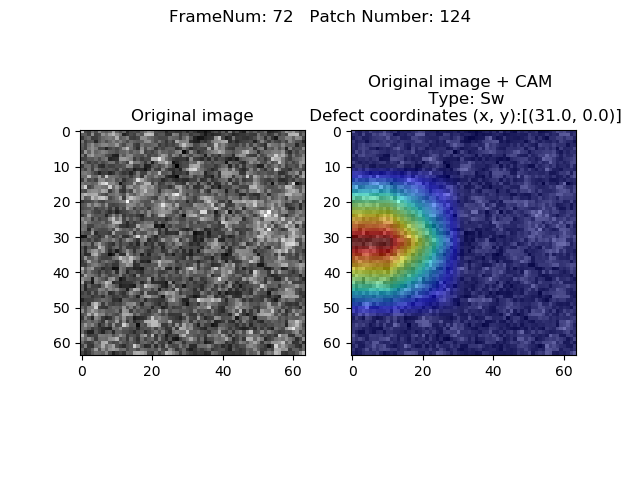 FrameNum: 72   Patch Number: 124
Original image
0
10
20
30
40
50
60
0 20 40 60
Original image + CAM
Type: Sw
Defect coordinates (x, y):[(31.0, 0.0)]
0
10
20
30
40
50
60
0 20 40 60